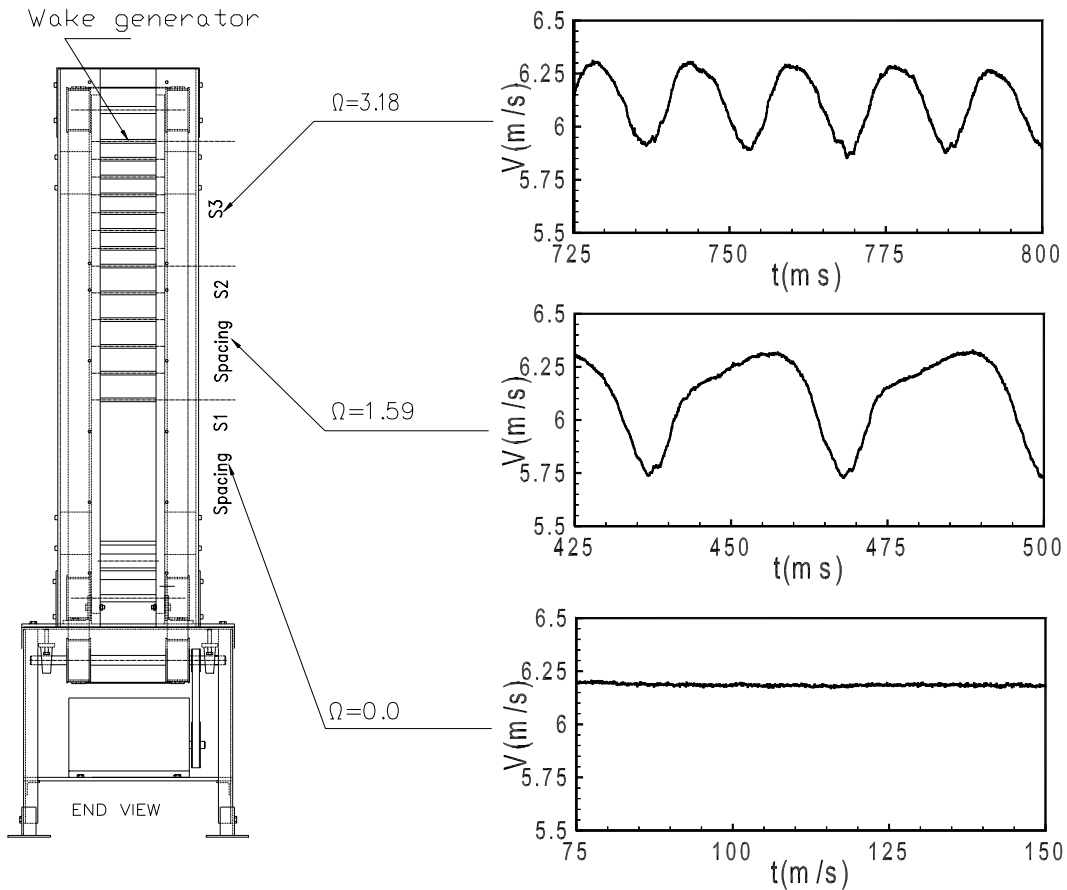 Wake generator
Ω=3.18
S3
S2
Spacing
Ω=1.59
S1
Spacing
Ω=0.0
END VIEW
6.5
6.25
6
5.75
5.5
V(m/s)
725 750 775 800
t(ms)
6.5
6.25
6
5.75
5.5
V(m/s)
425 450 475 500
t(ms)
6.5
6.25
6
5.75
5.5
V(m/s)
75 100 125 150
t(m/s)